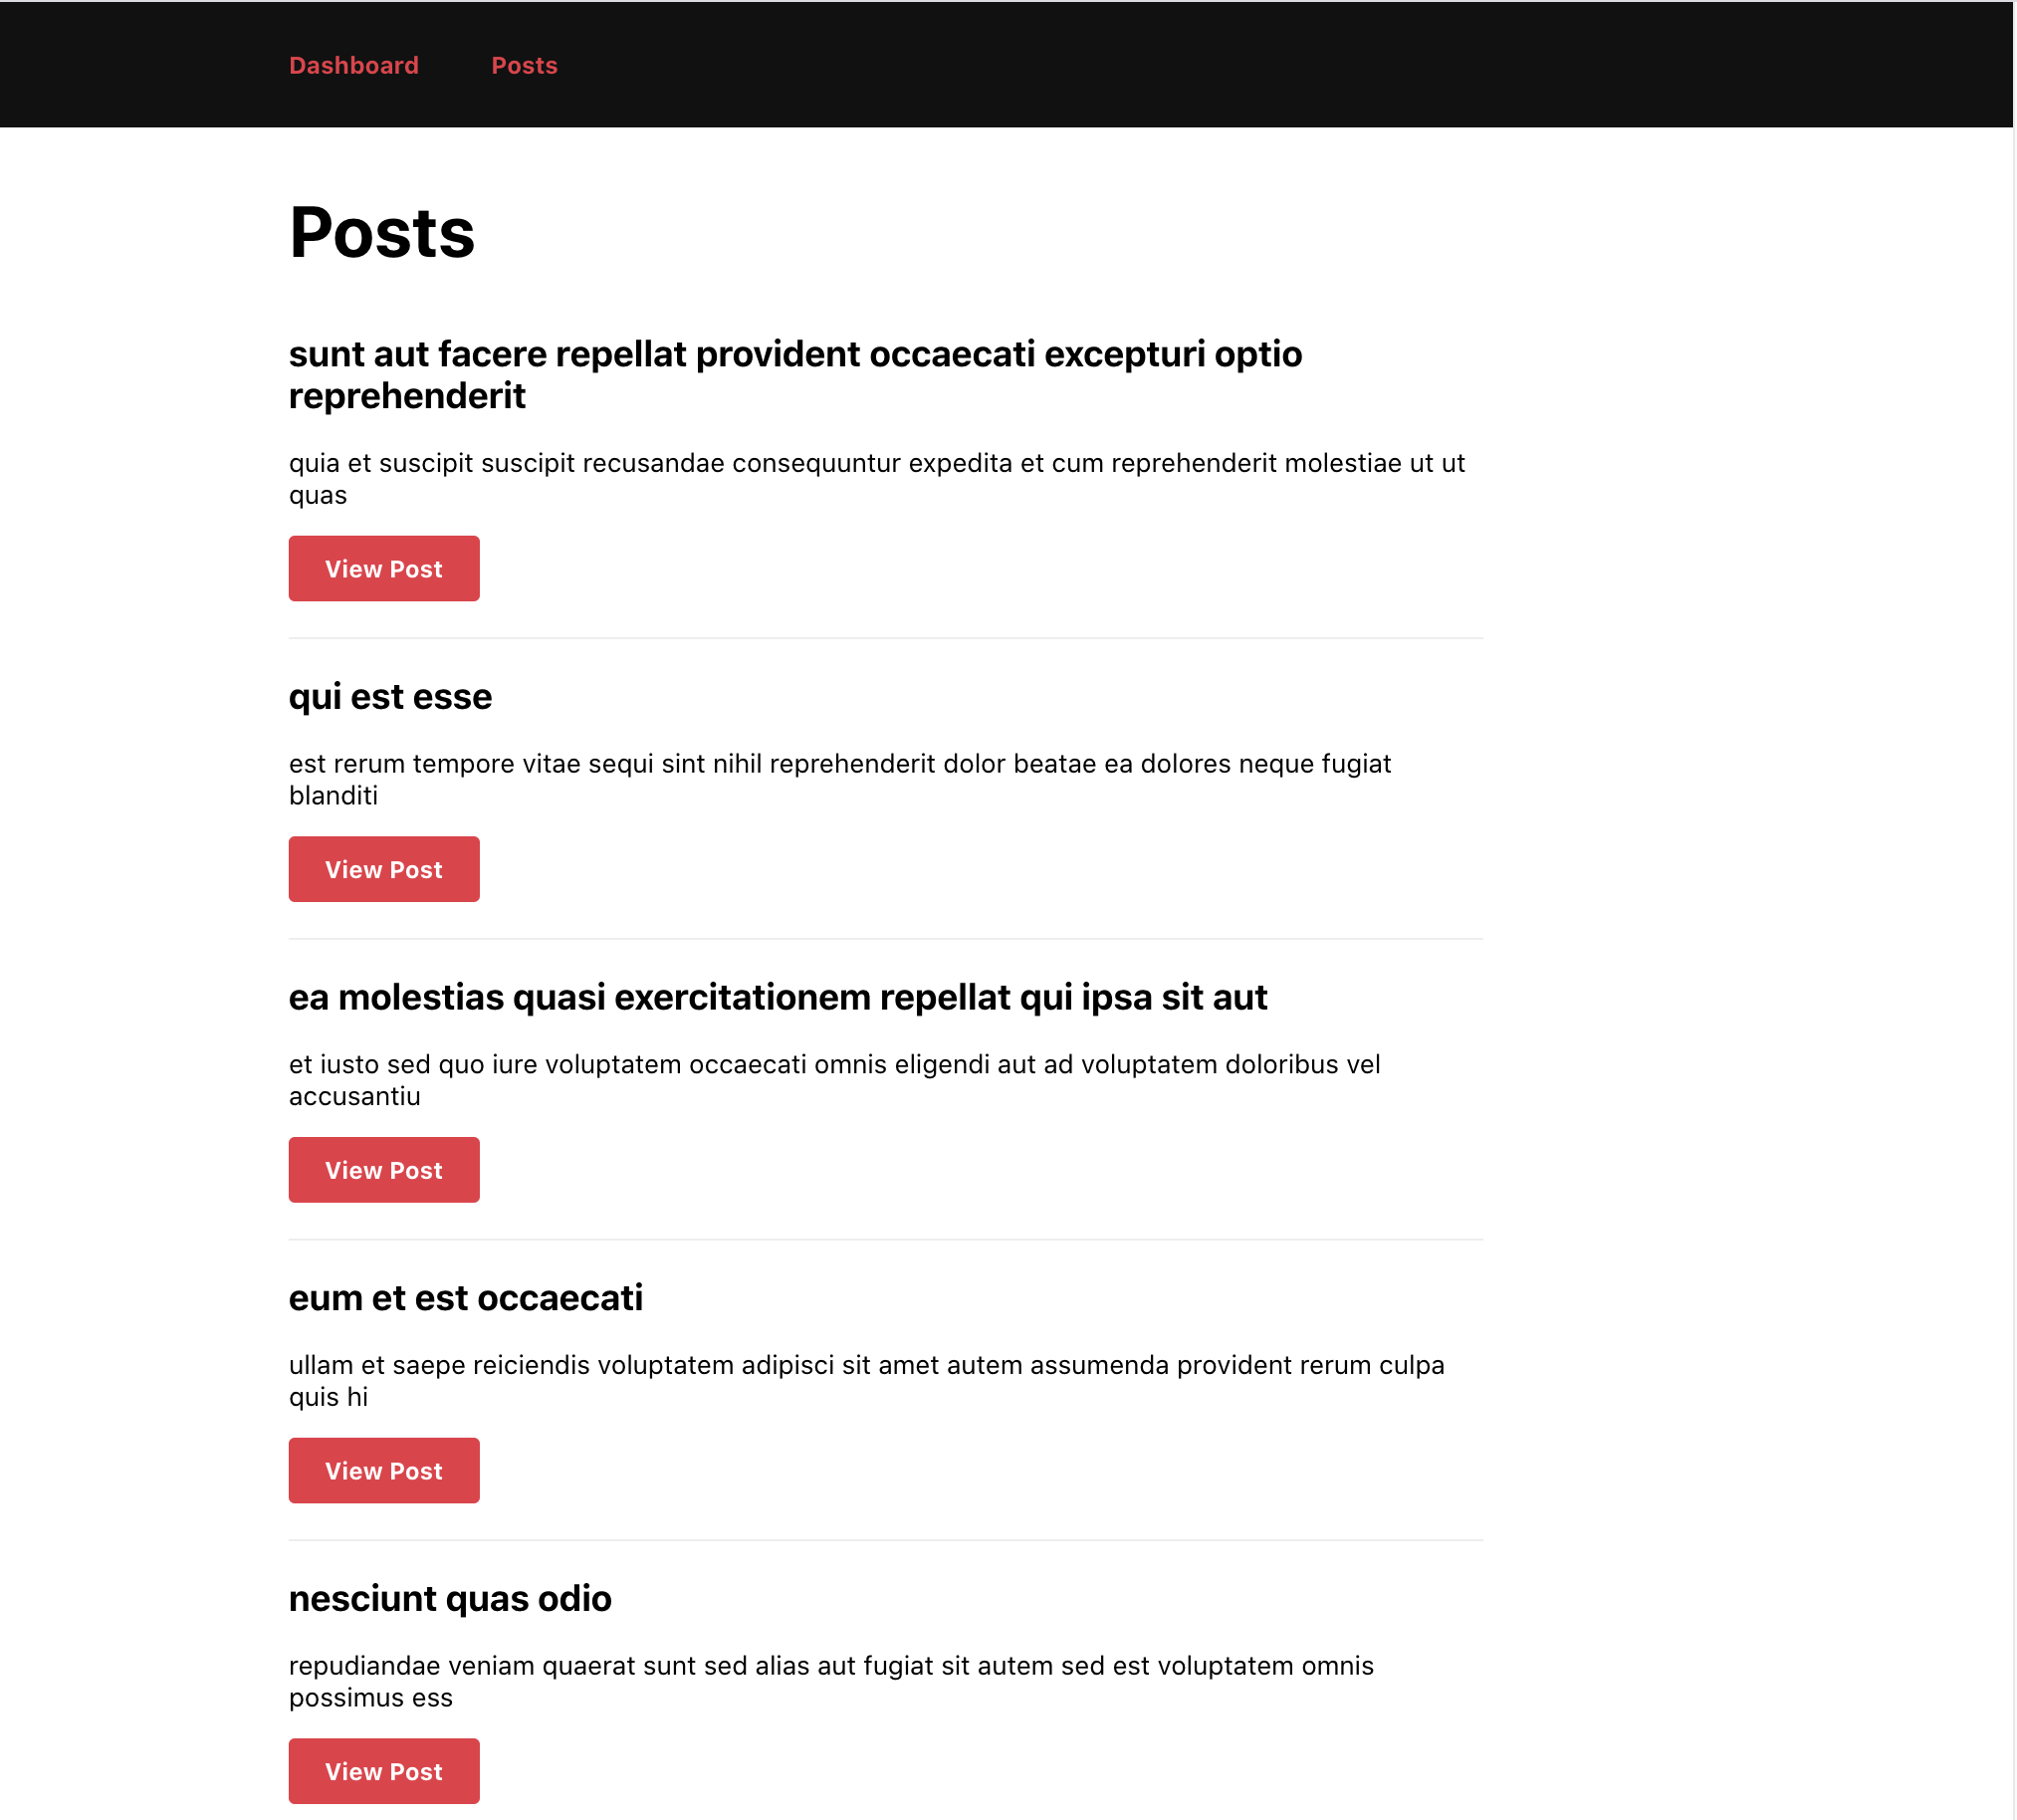 Dashboard Posts
Posts
sunt aut facere repellat provident occaecati excepturi optio
reprehenderit
quia et suscipit suscipit recusandae consequuntur expedita et cum reprehenderit molestiae ut ut
quas
View Post
qui est esse
est rerum tempore vitae sequi sint nihil reprehenderit dolor beatae ea dolores neque fugiat
blanditi
View Post
ea molestias quasi exercitationem repellat qui ipsa sit aut
et iusto sed quo iure voluptatem occaecati omnis eligendi aut ad voluptatem doloribus vel
accusantiu
View Post
eum et est occaecati
ullam et saepe reiciendis voluptatem adipisci sit amet autem assumenda provident rerum culpa
quis hi
View Post
nesciunt quas odio
repudiandae veniam quaerat sunt sed alias aut fugiat sit autem sed est voluptatem omnis
possimus ess
View Post